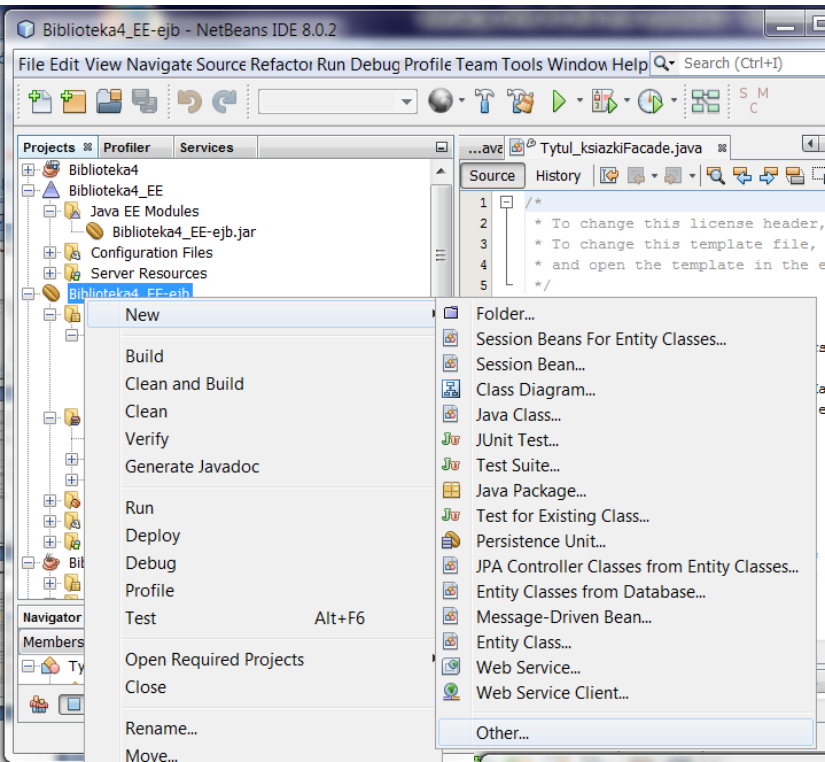 Biblioteka4_EE-ejb - NetBeans IDE 8.0.2
File Edit View Navigate Source Refactor Run Debug Profile Team Tools Window Help Search (Ctrl+I)
S M C
Projects Profiler Services
Biblioteka4
Biblioteka4_EE
Java EE Modules
Biblioteka4_EE-ejb.jar
Configuration Files
Server Resources
Biblioteka4_EE-ejb
Bib
Navigator
Members
Ty
...ava Tytul_ksiazkiFacade.java
Source History
1 /*
2 * To change this license header,
3 * To change this template file,
4 * and open the template in the e
5 */
New
Build
Clean and Build
Clean
Verify
Generate Javadoc
Run
Deploy
Debug
Profile
Test Alt+F6
Open Required Projects
Close
Rename...
Move...
Folder...
Session Beans For Entity Classes...
Session Bean...
Class Diagram...
Java Class...
JUnit Test...
Test Suite...
Java Package...
Test for Existing Class...
Persistence Unit...
JPA Controller Classes from Entity Classes...
Entity Classes from Database...
Message-Driven Bean...
Entity Class...
Web Service...
Web Service Client...
Other...